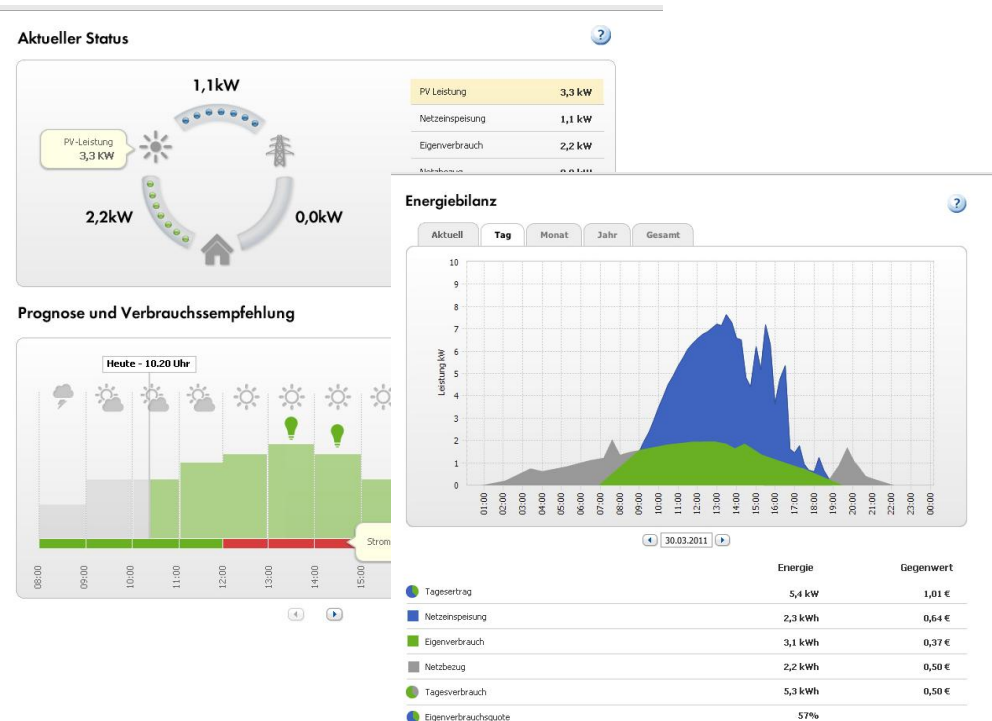 Aktueller Status
?
1,1kW
PV-Leistung
3,3 KW
2,2kW
0,0kW
PV Leistung 3,3 kW
Netzeinspeisung 1,1 kW
Eigenverbrauch 2,2 kW
Prognose und Verbrauchssempfehlung
Heute - 10.20 Uhr
Strom
08:00 09:00 10:00 11:00 12:00 13:00 14:00 15:00
Energiebilanz
?
Aktuell Tag Monat Jahr Gesamt
Leistung kW
10
9
8
7
6
5
4
3
2
1
0
01:00 02:00 03:00 04:00 05:00 06:00 07:00 08:00 09:00 10:00 11:00 12:00 13:00 14:00 15:00 16:00 17:00 18:00 19:00 20:00 21:00 22:00 23:00 00:00
30.03.2011
Energie Gegenwert
Tagesertrag 5,4 kW 1,01 €
Netzeinspeisung 2,3 kWh 0,64 €
Eigenverbrauch 3,1 kWh 0,37 €
Netzbezug 2,2 kWh 0,50 €
Tagesverbrauch 5,3 kWh 0,50 €
Eigenverbrauchsquote 57%